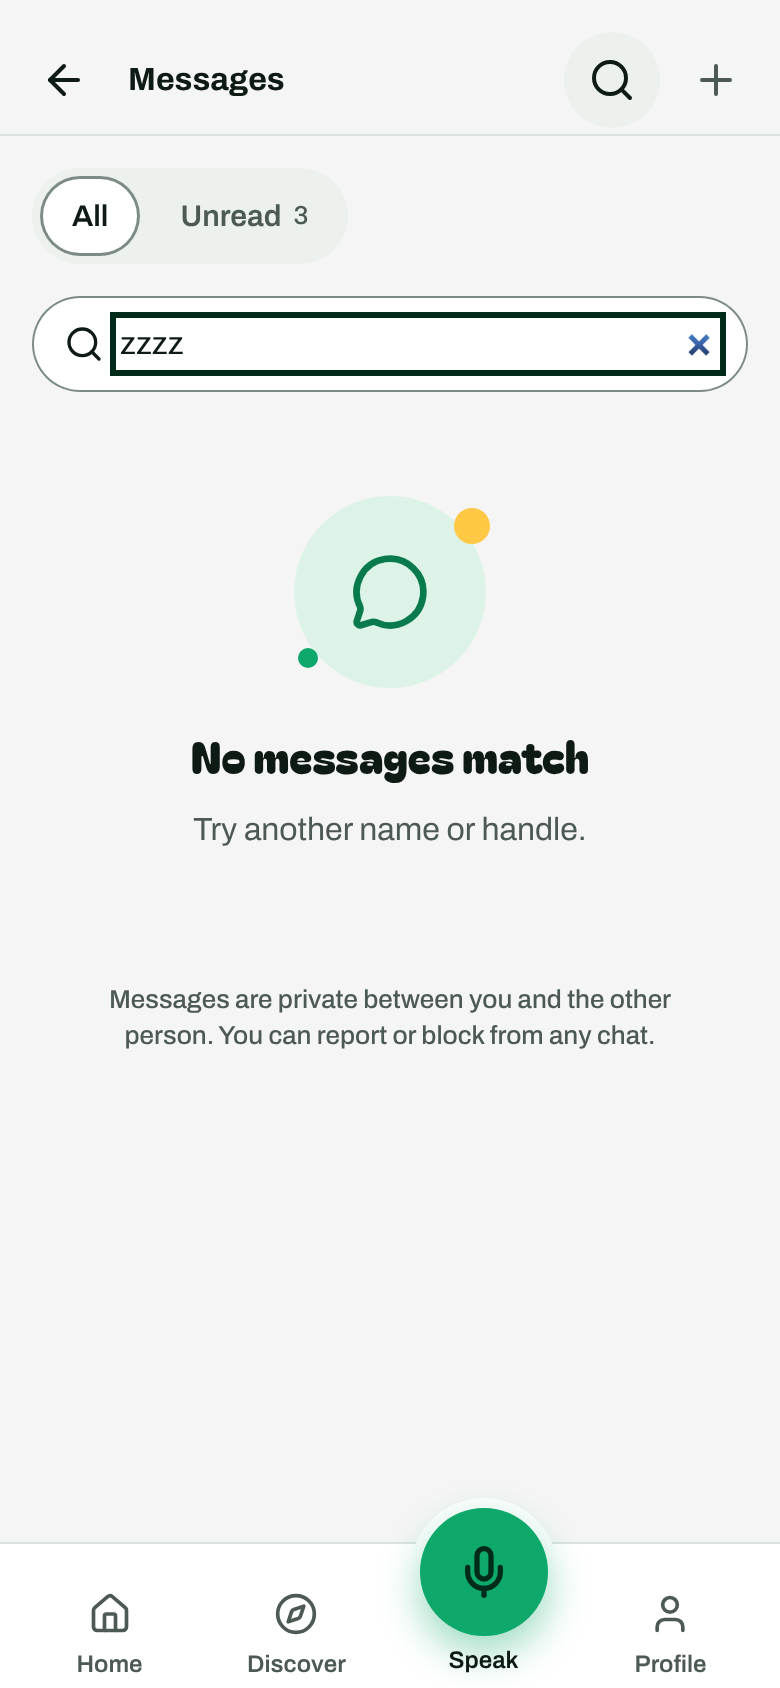 Messages
All
Unread 3
zzzz
No messages match
Try another name or handle.
Messages are private between you and the other
person. You can report or block from any chat.
Home
Discover
Speak
Profile